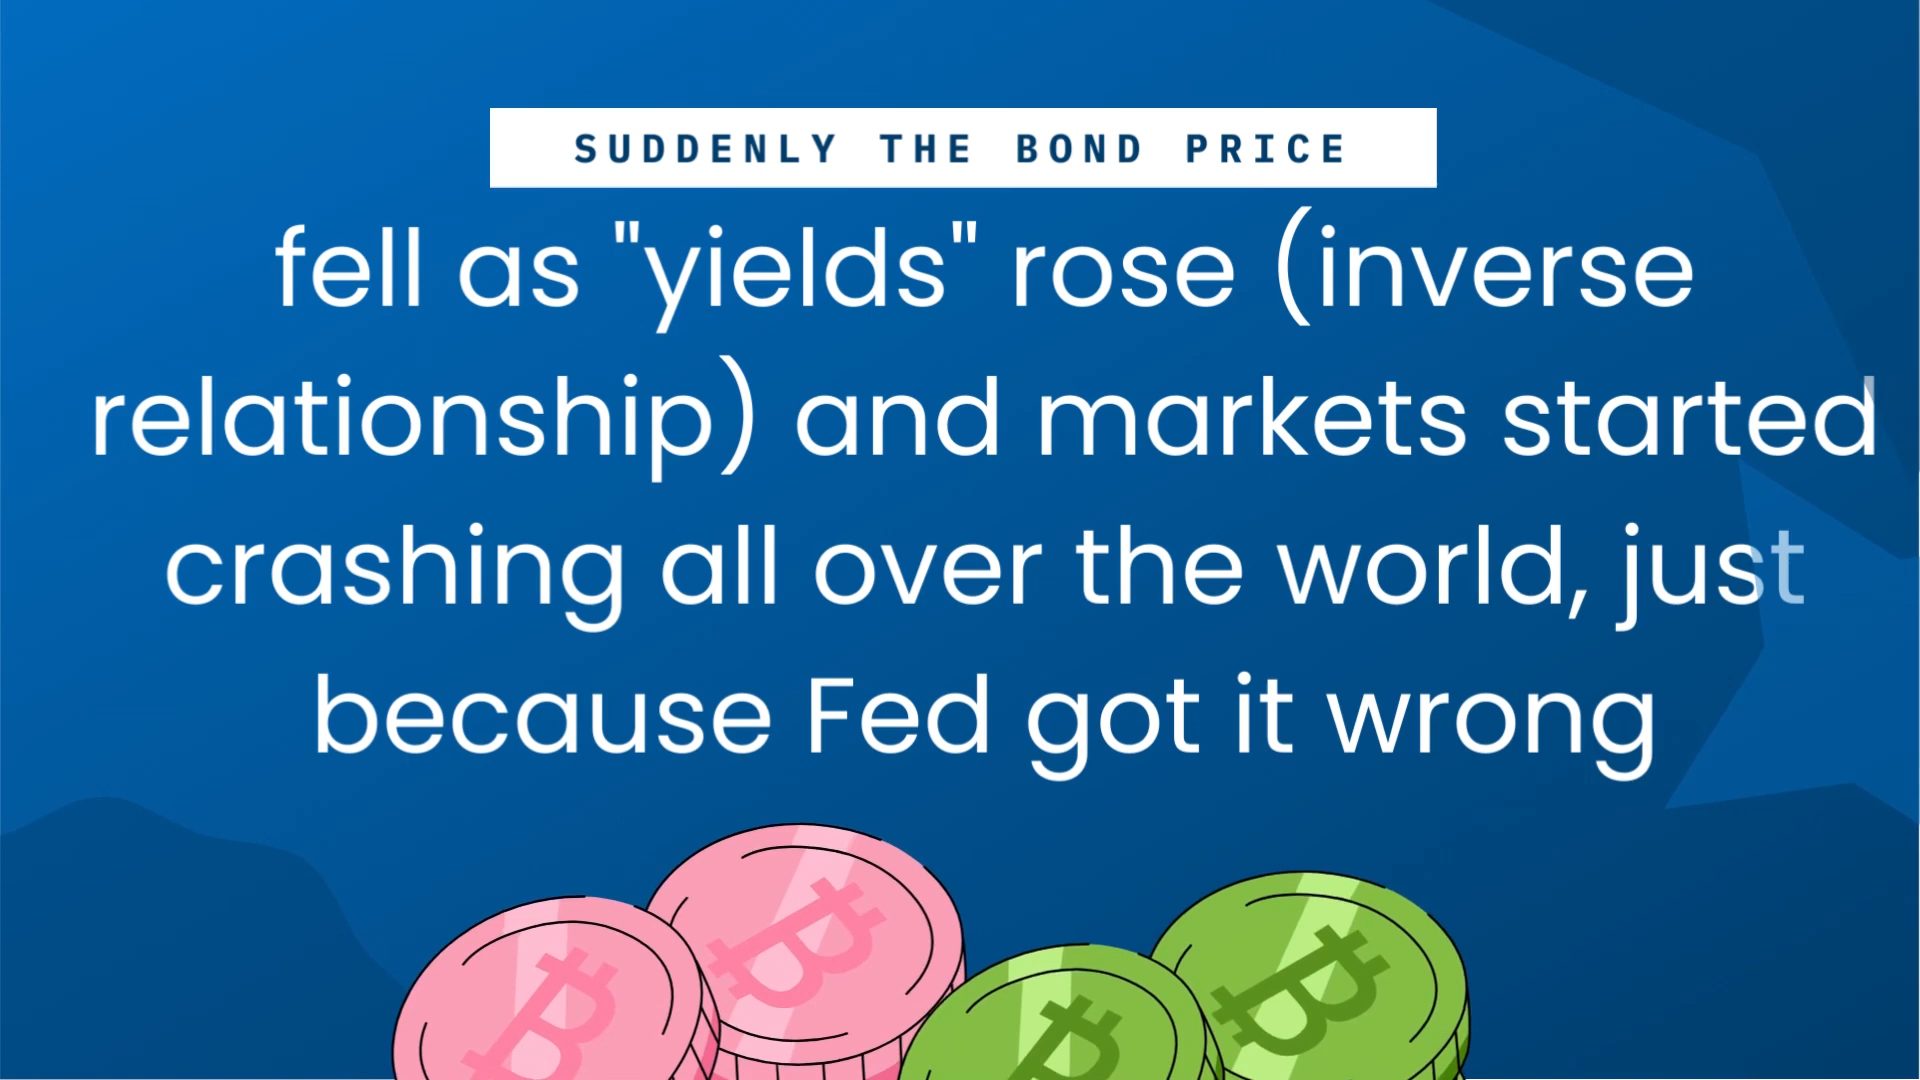 SUDDENLY THE BOND PRICE
fell as "yields" rose (inverse
relationship) and markets started
crashing all over the world, just
because Fed got it wrong